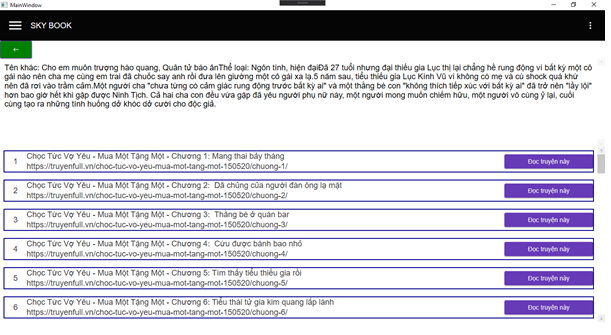 MainWindow
SKY BOOK
Tên khác: Cho em muôn trượng hào quang, Quân tử báo ânThể loại: Ngôn tình, hiện đạiĐã 27 tuổi nhưng đại thiếu gia Lục thị lại chẳng hề rung động vì bất kỳ một cô
gái nào nên cha mẹ cùng em trai đã chuốc say anh rồi đưa lên giường một cô gái xa lạ.5 năm sau, tiểu thiếu gia Lục Kình Vũ vì không có mẹ và cú shock quá khứ
nên đã rơi vào trầm cảm.Một người cha "chưa từng có cảm giác rung động trước bất kỳ ai" và một thằng bé con "không thích tiếp xúc với bất kỳ ai" đã trở nên "lầy lội"
hơn bao giờ hết khi gặp được Ninh Tịch. Cả hai cha con đều vừa gặp đã yêu người phụ nữ này, một người mong muốn chiếm hữu, một người vô cùng ỷ lại, cuối
cùng tạo ra những tình huống dở khóc dở cười cho độc giả.
1 Chọc Tức Vợ Yêu - Mua Một Tặng Một - Chương 1: Mang thai bảy tháng
https://truyenfull.vn/choc-tuc-vo-yeu-mua-mot-tang-mot-150520/chuong-1/
Đọc truyện này
2 Chọc Tức Vợ Yêu - Mua Một Tặng Một - Chương 2: Dã chủng của người đàn ông lạ mặt
https://truyenfull.vn/choc-tuc-vo-yeu-mua-mot-tang-mot-150520/chuong-2/
Đọc truyện này
3 Chọc Tức Vợ Yêu - Mua Một Tặng Một - Chương 3: Thằng bé ở quán bar
https://truyenfull.vn/choc-tuc-vo-yeu-mua-mot-tang-mot-150520/chuong-3/
Đọc truyện này
4 Chọc Tức Vợ Yêu - Mua Một Tặng Một - Chương 4: Cứu được bánh bao nhỏ
https://truyenfull.vn/choc-tuc-vo-yeu-mua-mot-tang-mot-150520/chuong-4/
Đọc truyện này
5 Chọc Tức Vợ Yêu - Mua Một Tặng Một - Chương 5: Tìm thấy tiểu thiếu gia rồi
https://truyenfull.vn/choc-tuc-vo-yeu-mua-mot-tang-mot-150520/chuong-5/
Đọc truyện này
6 Chọc Tức Vợ Yêu - Mua Một Tặng Một - Chương 6: Tiểu thái tử gia kim quang lấp lánh
https://truyenfull.vn/choc-tuc-vo-yeu-mua-mot-tang-mot-150520/chuong-6/
Đọc truyện này